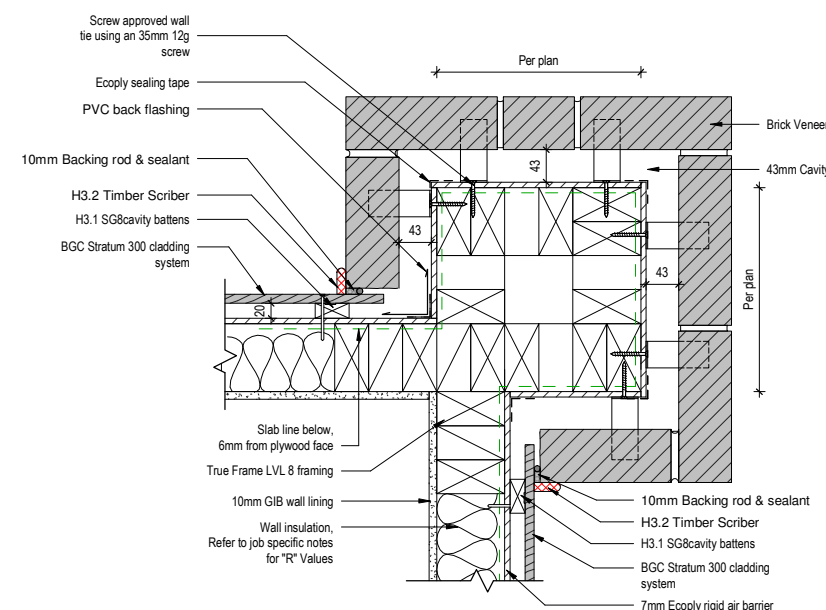 Screw approved wall
tie using an 35mm 12g
screw
Ecoply sealing tape
PVC back flashing
10mm Backing rod & sealant
H3.2 Timber Scriber
H3.1 SG8cavity battens
BGC Stratum 300 cladding
system
Per plan
Brick Veneer
43mm Cavity
43
43
43
20
Per plan
Slab line below,
6mm from plywood face
True Frame LVL 8 framing
10mm GIB wall lining
Wall insulation,
Refer to job specific notes
for "R" Values
10mm Backing rod & sealant
H3.2 Timber Scriber
H3.1 SG8cavity battens
BGC Stratum 300 cladding
system
7mm Ecoply rigid air barrier